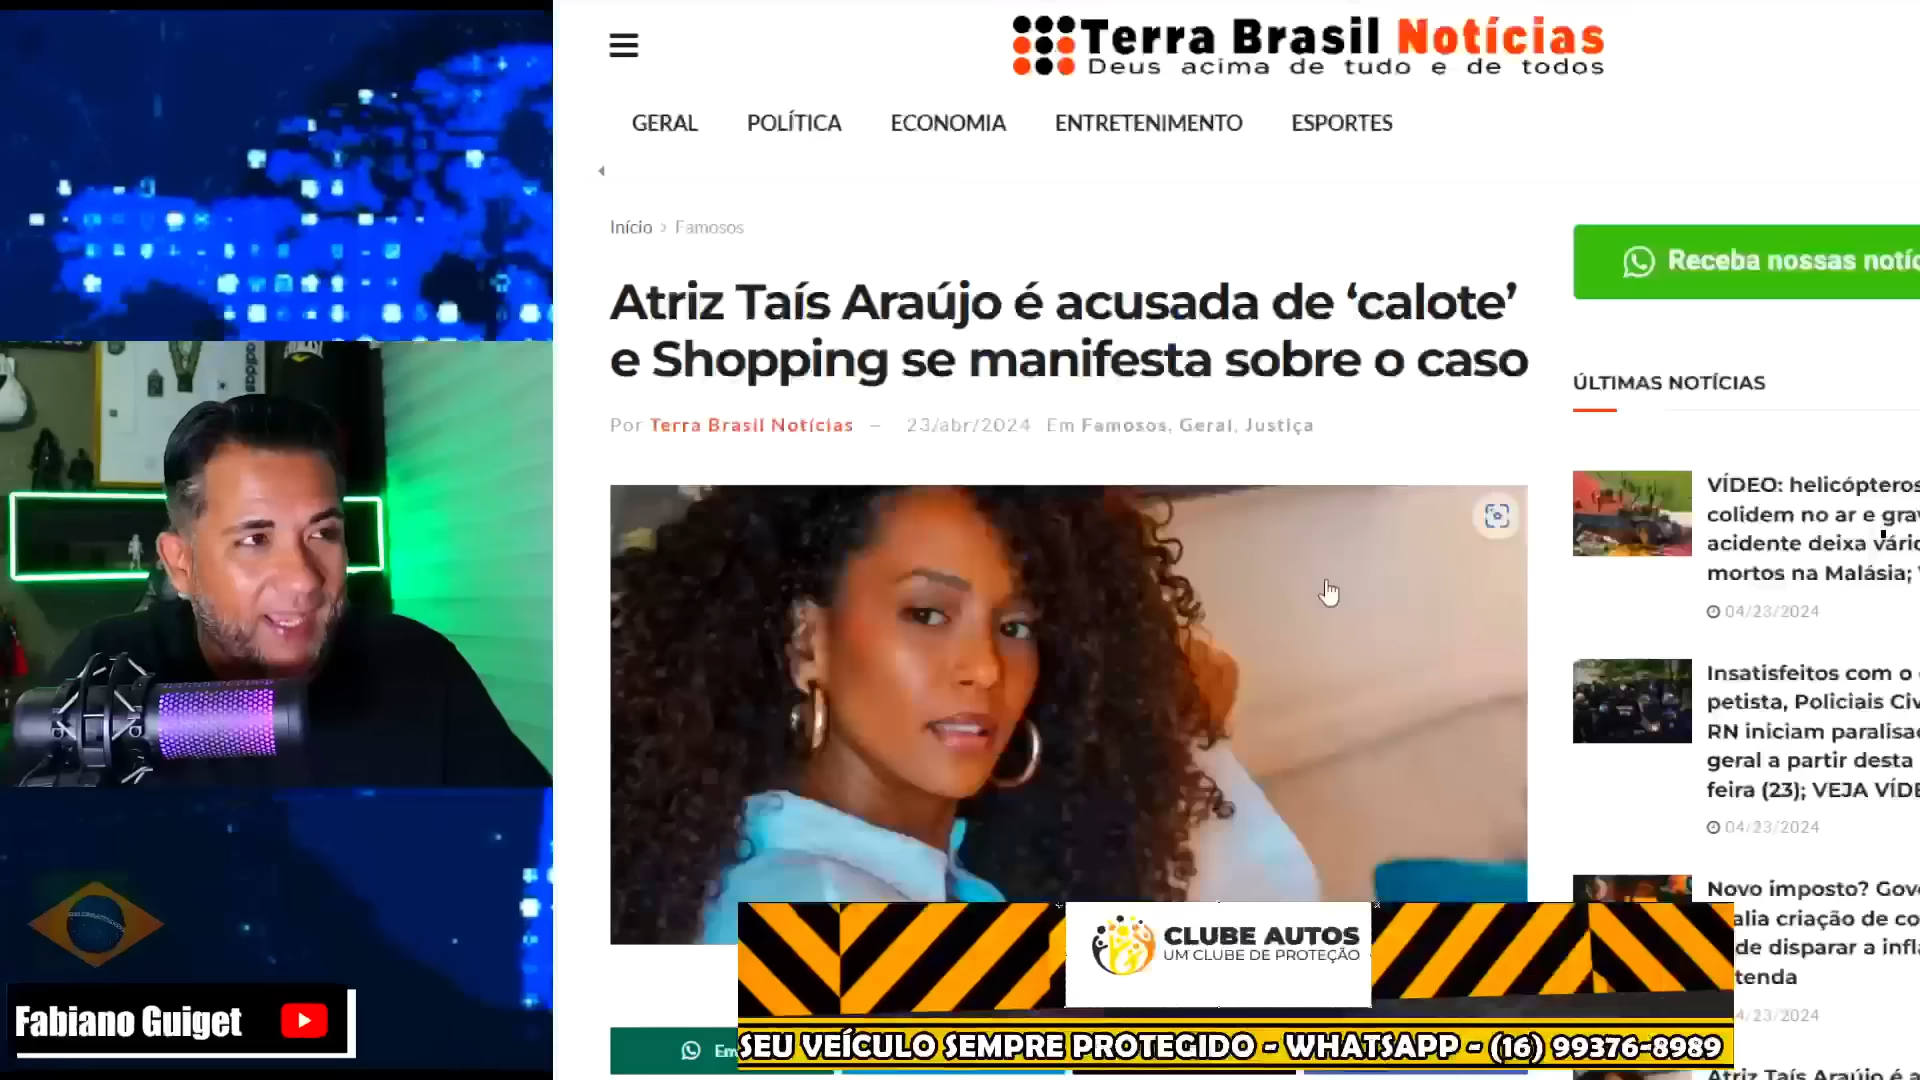 Terra Brasil Notícias
Deus acima de tudo e de todos
GERAL POLÍTICA ECONOMIA ENTRETENIMENTO ESPORTES
Início > Famosos
Receba nossas notíc
Atriz Taís Araújo é acusada de ‘calote’
e Shopping se manifesta sobre o caso
Por Terra Brasil Notícias – 23/abr/2024 Em Famosos, Geral, Justiça
ÚLTIMAS NOTÍCIAS
VÍDEO: helicópteros
colidem no ar e grav
acidente deixa vário
mortos na Malásia;
04/23/2024
Insatisfeitos com o
petista, Policiais Civ
RN iniciam paralisaç
geral a partir desta
feira (23); VEJA VÍDE
04/23/2024
Novo imposto? Gove
alia criação de co
de disparar a infla
tenda
4/23/2024
Atriz Taís Araújo é a
adidas
EVERLAST
Fabiano Guiget
CLUBE AUTOS
UM CLUBE DE PROTEÇÃO
SEU VEÍCULO SEMPRE PROTEGIDO - WHATSAPP - (16) 99376-8989